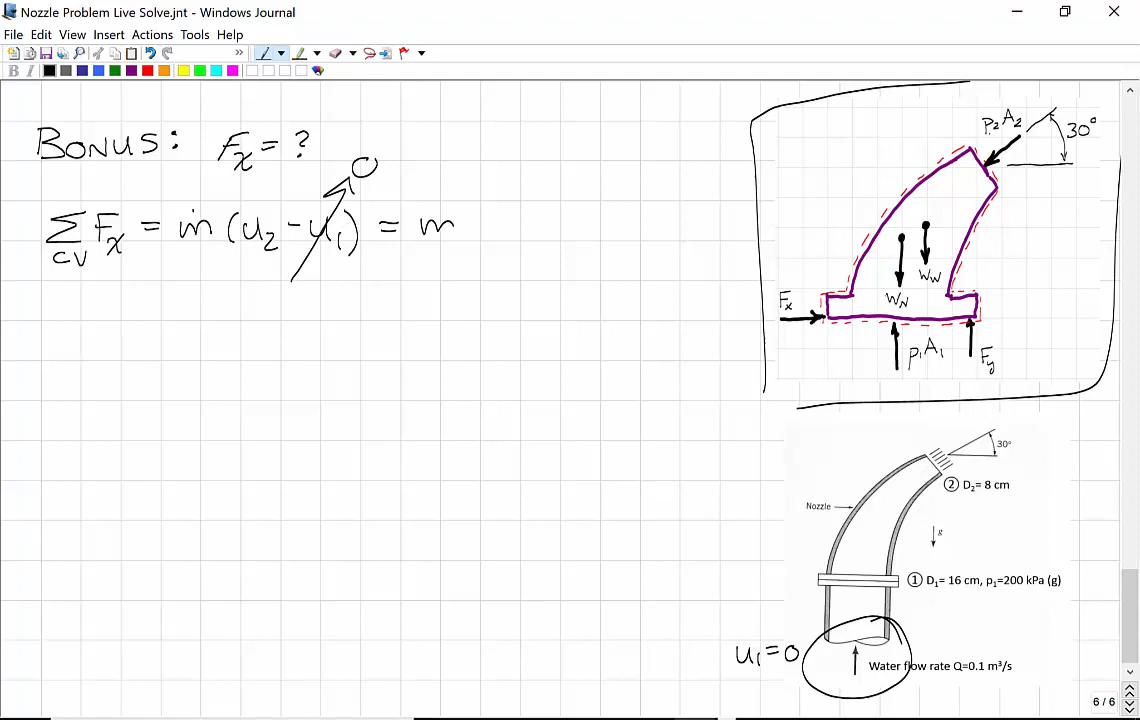 Nozzle Problem Live Solve.jnt - Windows Journal
File Edit View Insert Actions Tools Help
»
B I
BONUS: Fx = ?
0
ΣFx = ṁ (u2 - u1) = m
CV
P2A2
30°
Ww
WN
Fx
p1A1
Fy
30°
② D2= 8 cm
Nozzle
g
① D1= 16 cm, p1=200 kPa (g)
u1=0
Water flow rate Q=0.1 m³/s
6 / 6